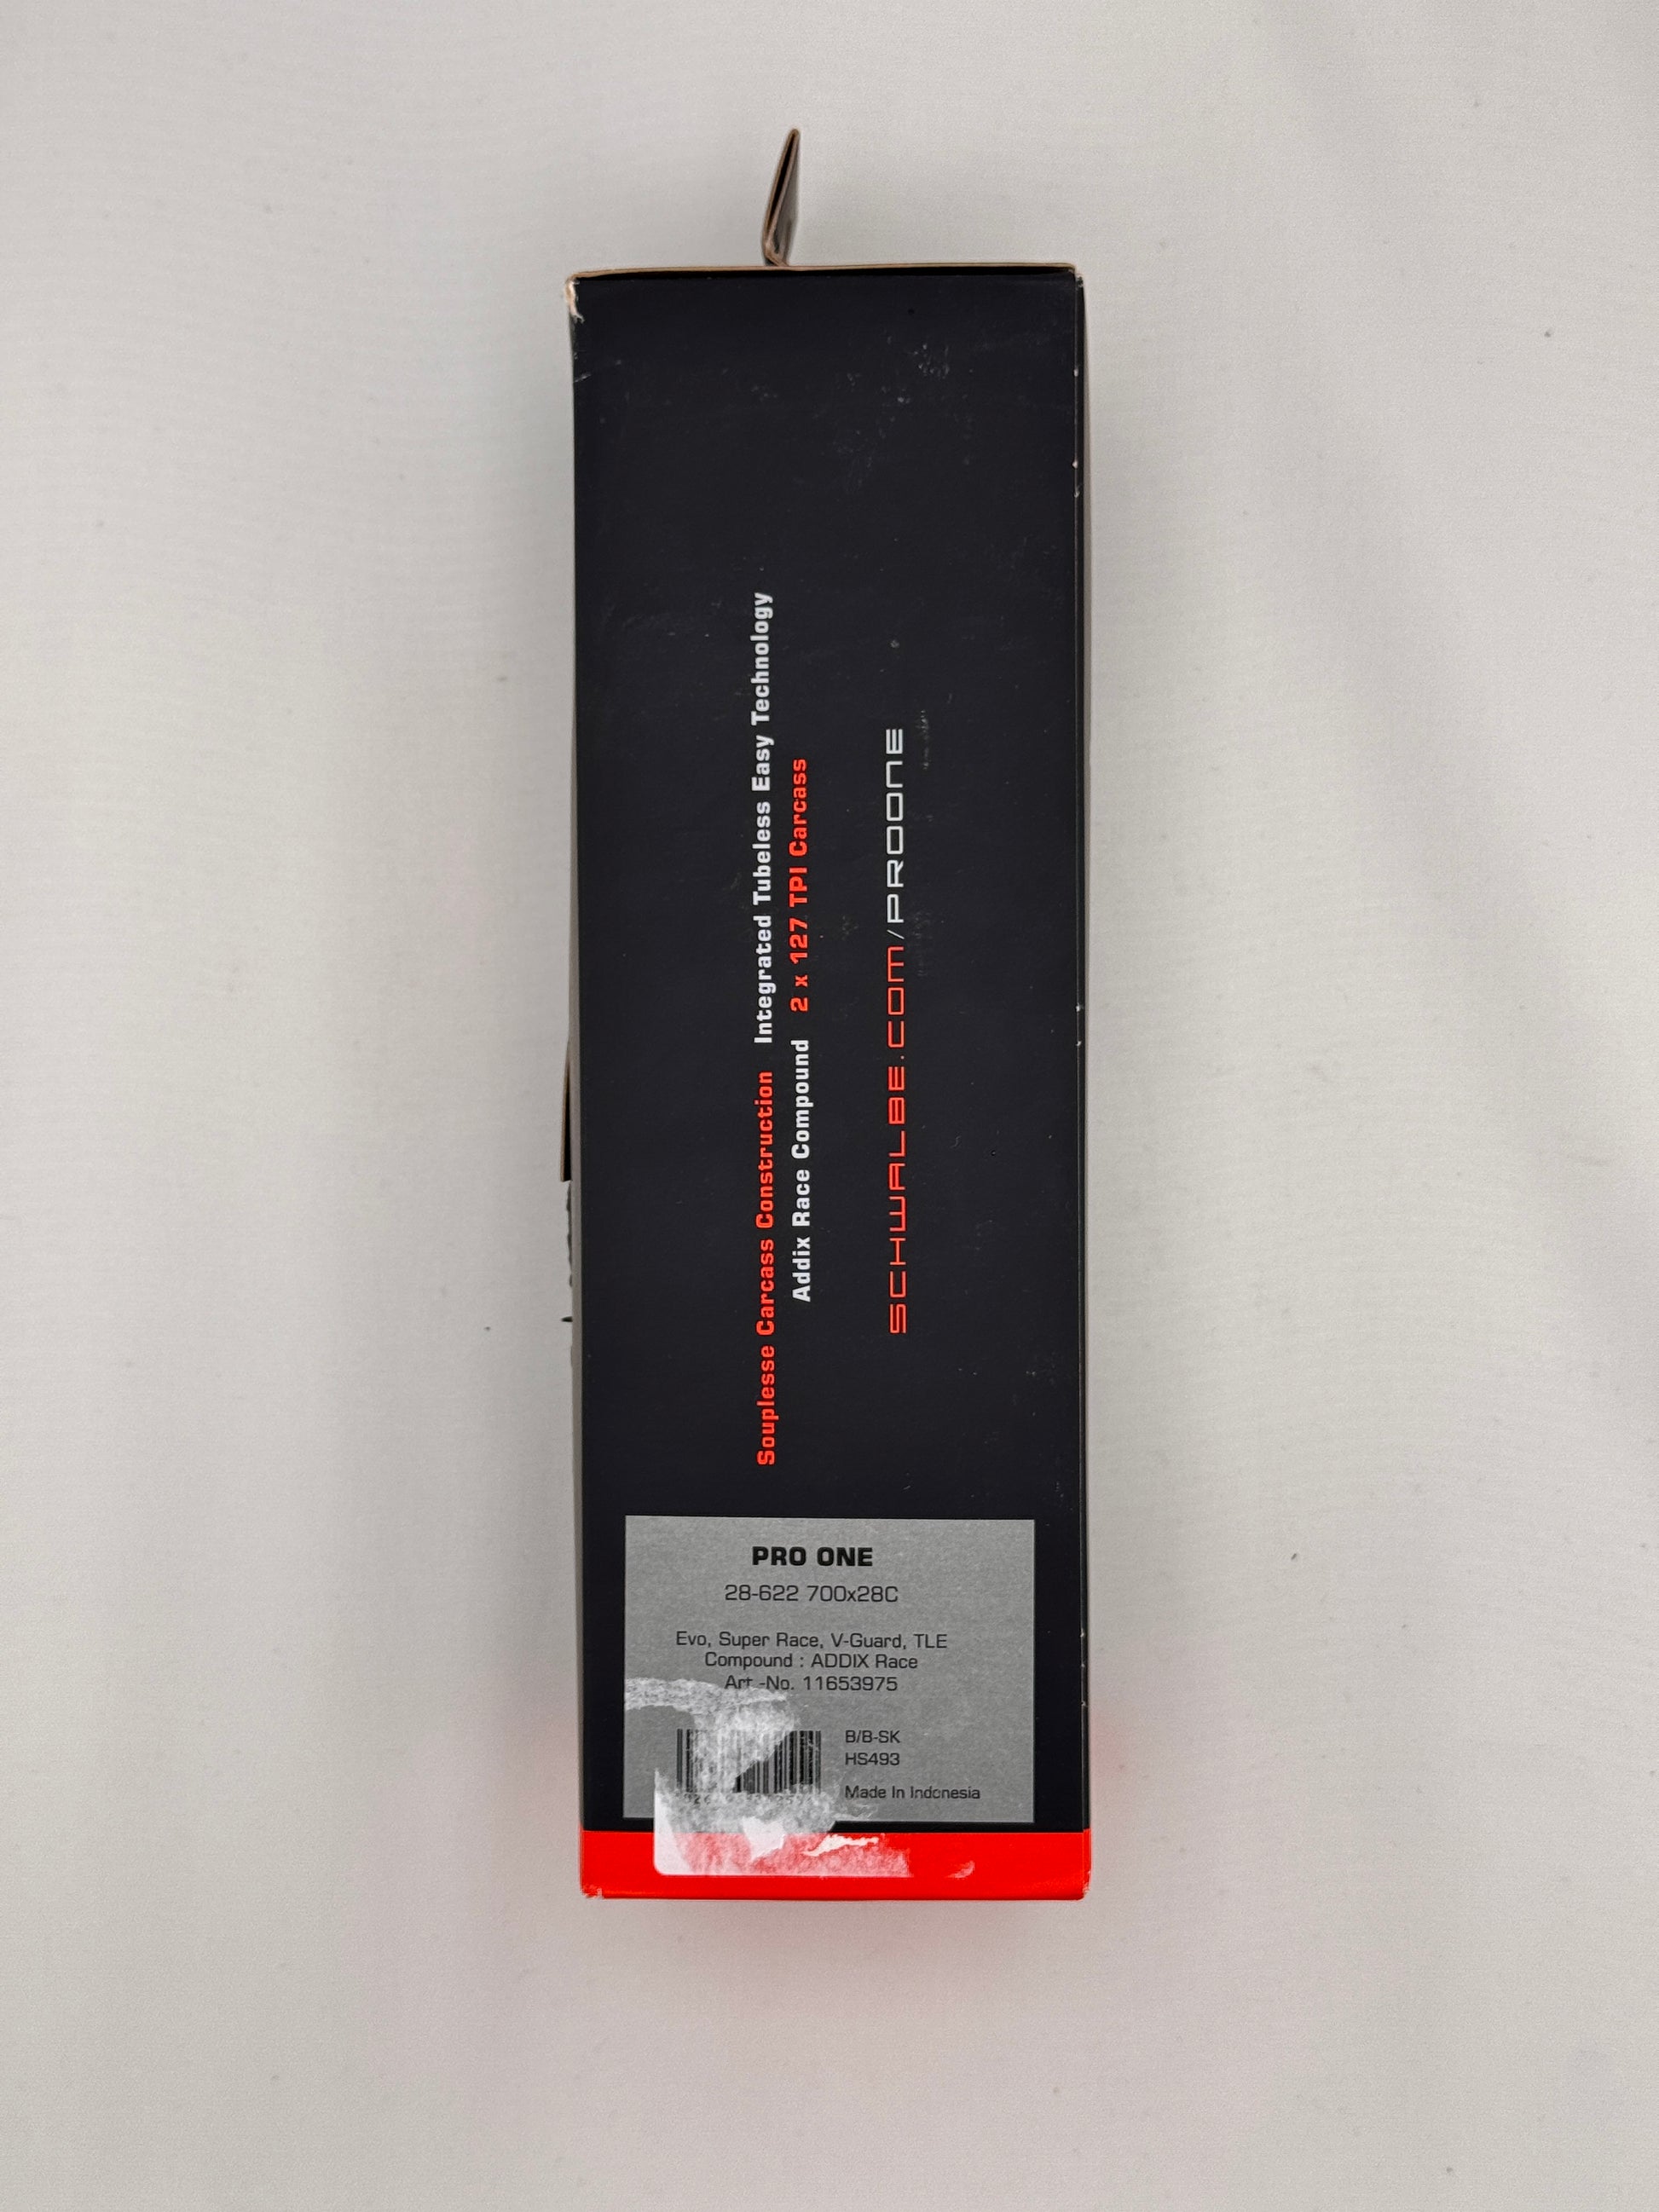 Souplesse Carcass Construction Integrated Tubeless Easy Technology
Addix Race Compound 2 x 127 TPI Carcass
SCHWALBE.COM/PROONE
PRO ONE
28-622 700x28C
Evo, Super Race, V-Guard, TLE
Compound : ADDIX Race
Art.-No. 11653975
B/B-SK
HS493
Made In Indonesia